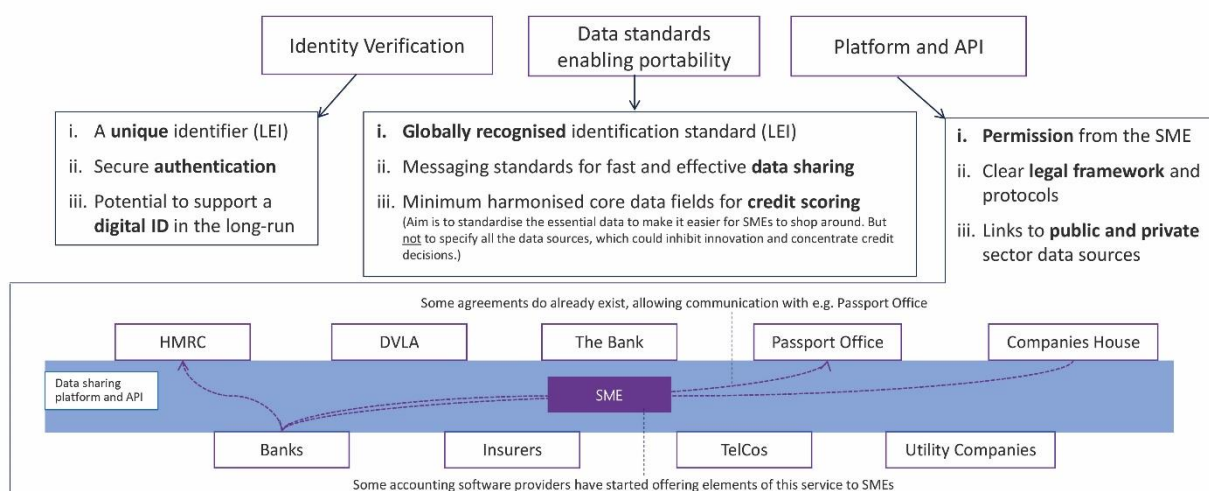 Identity Verification
Data standards
enabling portability
Platform and API
i. A unique identifier (LEI)
ii. Secure authentication
iii. Potential to support a
digital ID in the long-run
i. Globally recognised identification standard (LEI)
ii. Messaging standards for fast and effective data sharing
iii. Minimum harmonised core data fields for credit scoring
(Aim is to standardise the essential data to make it easier for SMEs to shop around. But
not to specify all the data sources, which could inhibit innovation and concentrate credit
decisions.)
i. Permission from the SME
ii. Clear legal framework and
protocols
iii. Links to public and private
sector data sources
Some agreements do already exist, allowing communication with e.g. Passport Office
HMRC
DVLA
The Bank
Passport Office
Companies House
Data sharing
platform and API
SME
Banks
Insurers
TelCos
Utility Companies
Some accounting software providers have started offering elements of this service to SMEs